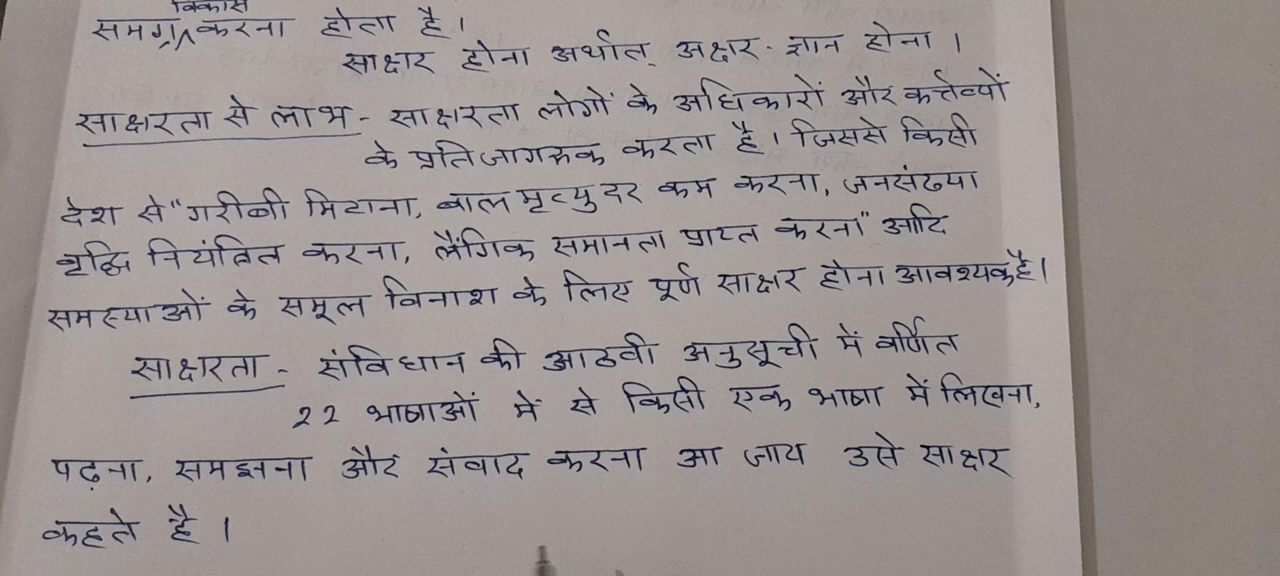 समग्र विकास करना होता है।
साक्षर होना अर्थात् अक्षर - ज्ञान होना।
साक्षरता से लाभ - साक्षरता लोगों के अधिकारों और कर्त्तव्यों
के प्रति जागरुक करता है। जिससे किसी
देश से "गरीबी मिटाना, बाल मृत्यु दर कम करना, जनसंख्या
वृद्धि नियंत्रित करना, लैंगिक समानता प्राप्त करना" आदि
समस्याओं के समूल विनाश के लिए पूर्ण साक्षर होना आवश्यक है।
साक्षरता - संविधान की आठवी अनुसूची में वर्णित
22 भाषाओं में से किसी एक भाषा में लिखना,
पढ़ना, समझना और संवाद करना आ जाय उसे साक्षर
कहते है।